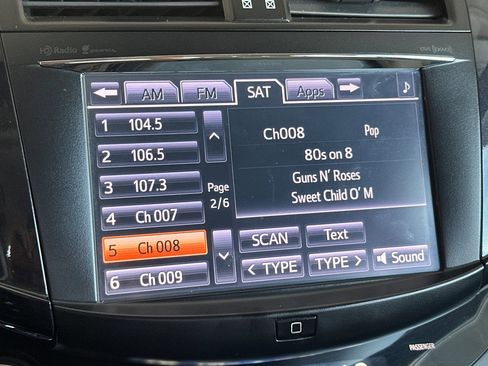 HD Radio
AM FM SAT Apps
1 104.5
2 106.5
3 107.3
4 Ch 007
5 Ch 008
6 Ch 009
Page
2/6
Ch008 Pop
80s on 8
Guns N' Roses
Sweet Child O' M
SCAN Text
< TYPE TYPE > Sound
PASSENGER